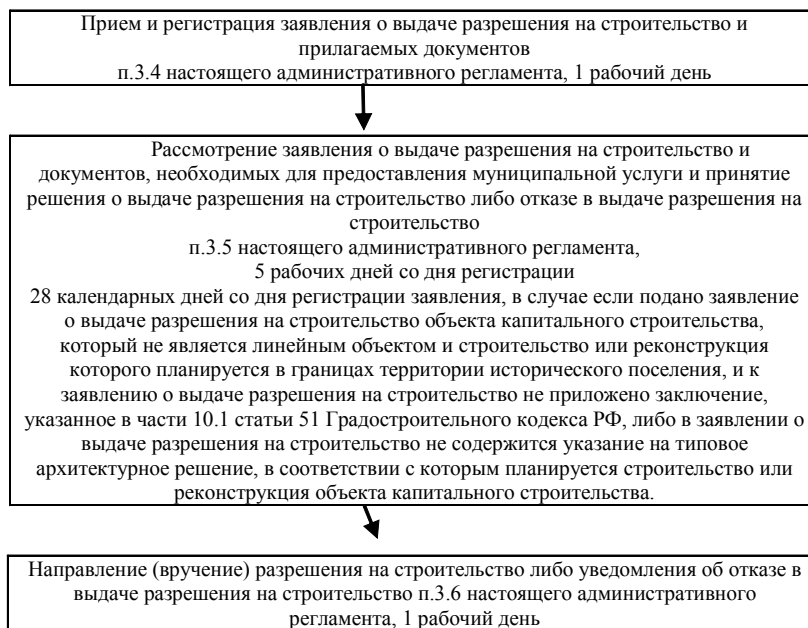 Прием и регистрация заявления о выдаче разрешения на строительство и
прилагаемых документов
п.3.4 настоящего административного регламента, 1 рабочий день
Рассмотрение заявления о выдаче разрешения на строительство и
документов, необходимых для предоставления муниципальной услуги и принятие
решения о выдаче разрешения на строительство либо отказе в выдаче разрешения на
строительство
п.3.5 настоящего административного регламента,
5 рабочих дней со дня регистрации
28 календарных дней со дня регистрации заявления, в случае если подано заявление
о выдаче разрешения на строительство объекта капитального строительства,
который не является линейным объектом и строительство или реконструкция
которого планируется в границах территории исторического поселения, и к
заявлению о выдаче разрешения на строительство не приложено заключение,
указанное в части 10.1 статьи 51 Градостроительного кодекса РФ, либо в заявлении о
выдаче разрешения на строительство не содержится указание на типовое
архитектурное решение, в соответствии с которым планируется строительство или
реконструкция объекта капитального строительства.
Направление (вручение) разрешения на строительство либо уведомления об отказе в
выдаче разрешения на строительство п.3.6 настоящего административного
регламента, 1 рабочий день